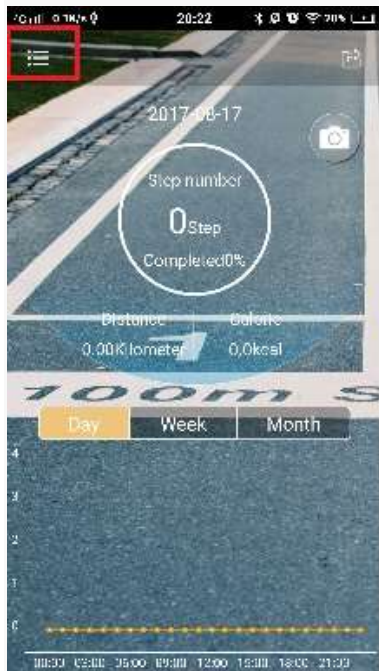 20:22
20%
2017-08-17
Step number
0Step
Completed0%
Distance Calorie
0.00Kilometer 0,0kcal
100m S
Day Week Month
4
3
2
1
0
00:00 03:00 06:00 09:00 12:00 15:00 18:00 21:00